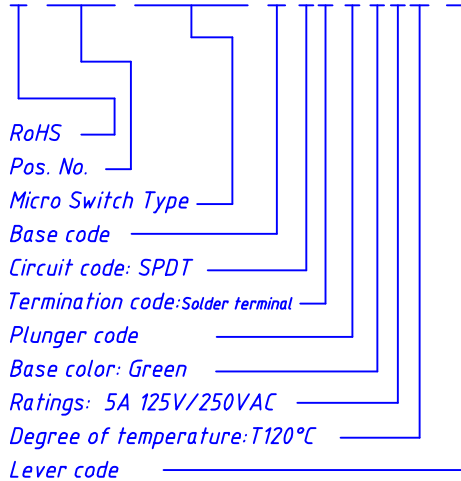 RoHS
Pos. No.
Micro Switch Type
Base code
Circuit code: SPDT
Termination code:Solder terminal
Plunger code
Base color: Green
Ratings: 5A 125V/250VAC
Degree of temperature:T120°C
Lever code